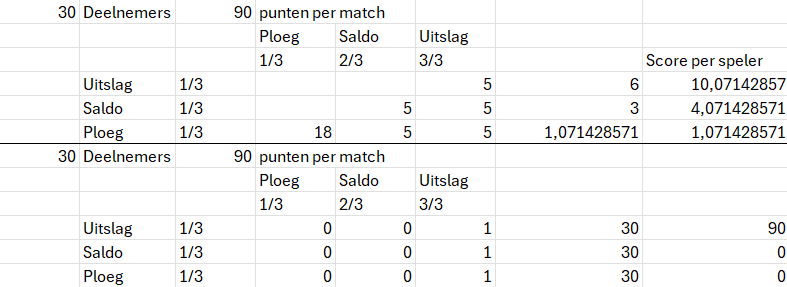 30 Deelnemers 90 punten per match
Ploeg Saldo Uitslag
1/3 2/3 3/3 Score per speler
Uitslag 1/3 5 6 10,07142857
Saldo 1/3 5 5 3 4,071428571
Ploeg 1/3 18 5 5 1,071428571 1,071428571
30 Deelnemers 90 punten per match
Ploeg Saldo Uitslag
1/3 2/3 3/3
Uitslag 1/3 0 0 1 30 90
Saldo 1/3 0 0 1 30 0
Ploeg 1/3 0 0 1 30 0